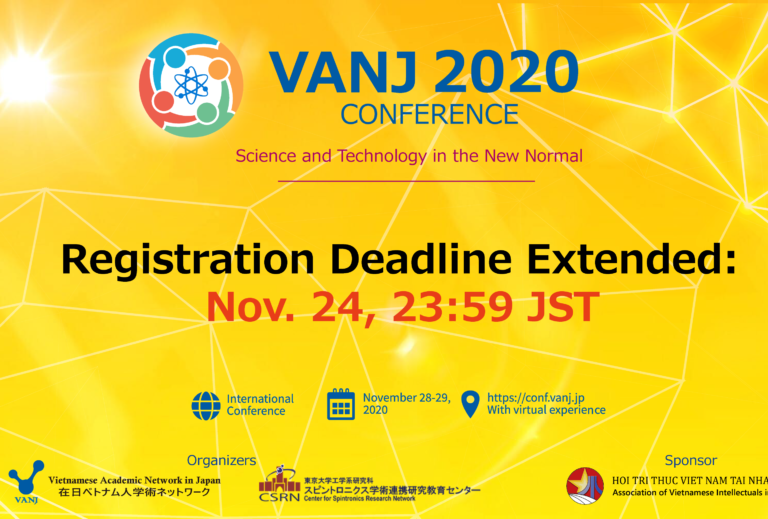 VANJ 2020
CONFERENCE
Science and Technology in the New Normal
Registration Deadline Extended:
Nov. 24, 23:59 JST
International
Conference
November 28-29,
2020
https://conf.vanj.jp
With virtual experience
Organizers
Sponsor
VANJ
Vietnamese Academic Network in Japan
在日ベトナム人学術ネットワーク
CSRN
東京大学工学系研究科
スピントロニクス学術連携研究教育センター
Center for Spintronics Research Network
HOI TRI THUC VIET NAM TAI NHA
Association of Vietnamese Intellectuals in